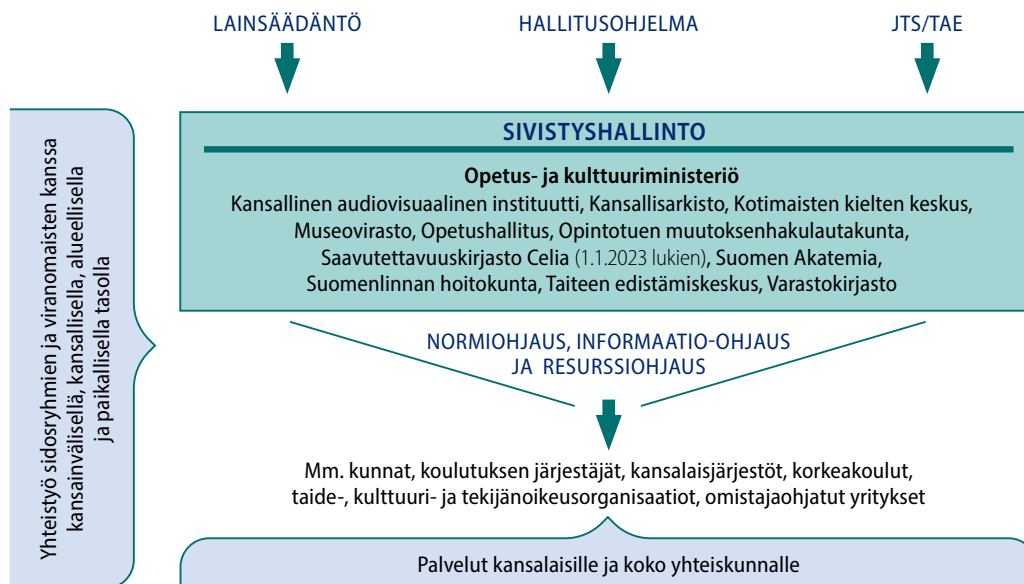 LAINSÄÄDÄNTÖ
HALLITUSOHJELMA
JTS/TAE
Yhteistyö sidosryhmien ja viranomaisten kanssa
kansainvälisellä, kansallisella, alueellisella
ja paikallisella tasolla
SIVISTYSHALLINTO
Opetus- ja kulttuuriministeriö
Kansallinen audiovisuaalinen instituutti, Kansallisarkisto, Kotimaisten kielten keskus,
Museovirasto, Opetushallitus, Opintotuen muutoksenhakulautakunta,
Saavutettavuuskirjasto Celia (1.1.2023 lukien), Suomen Akatemia,
Suomenlinnan hoitokunta, Taiteen edistämiskeskus, Varastokirjasto
NORMIOHJAUS, INFORMAATIO-OHJAUS
JA RESURSSIOHJAUS
Mm. kunnat, koulutuksen järjestäjät, kansalaisjärjestöt, korkeakoulut,
taide-, kulttuuri- ja tekijänoikeusorganisaatiot, omistajaohjatut yritykset
Palvelut kansalaisille ja koko yhteiskunnalle